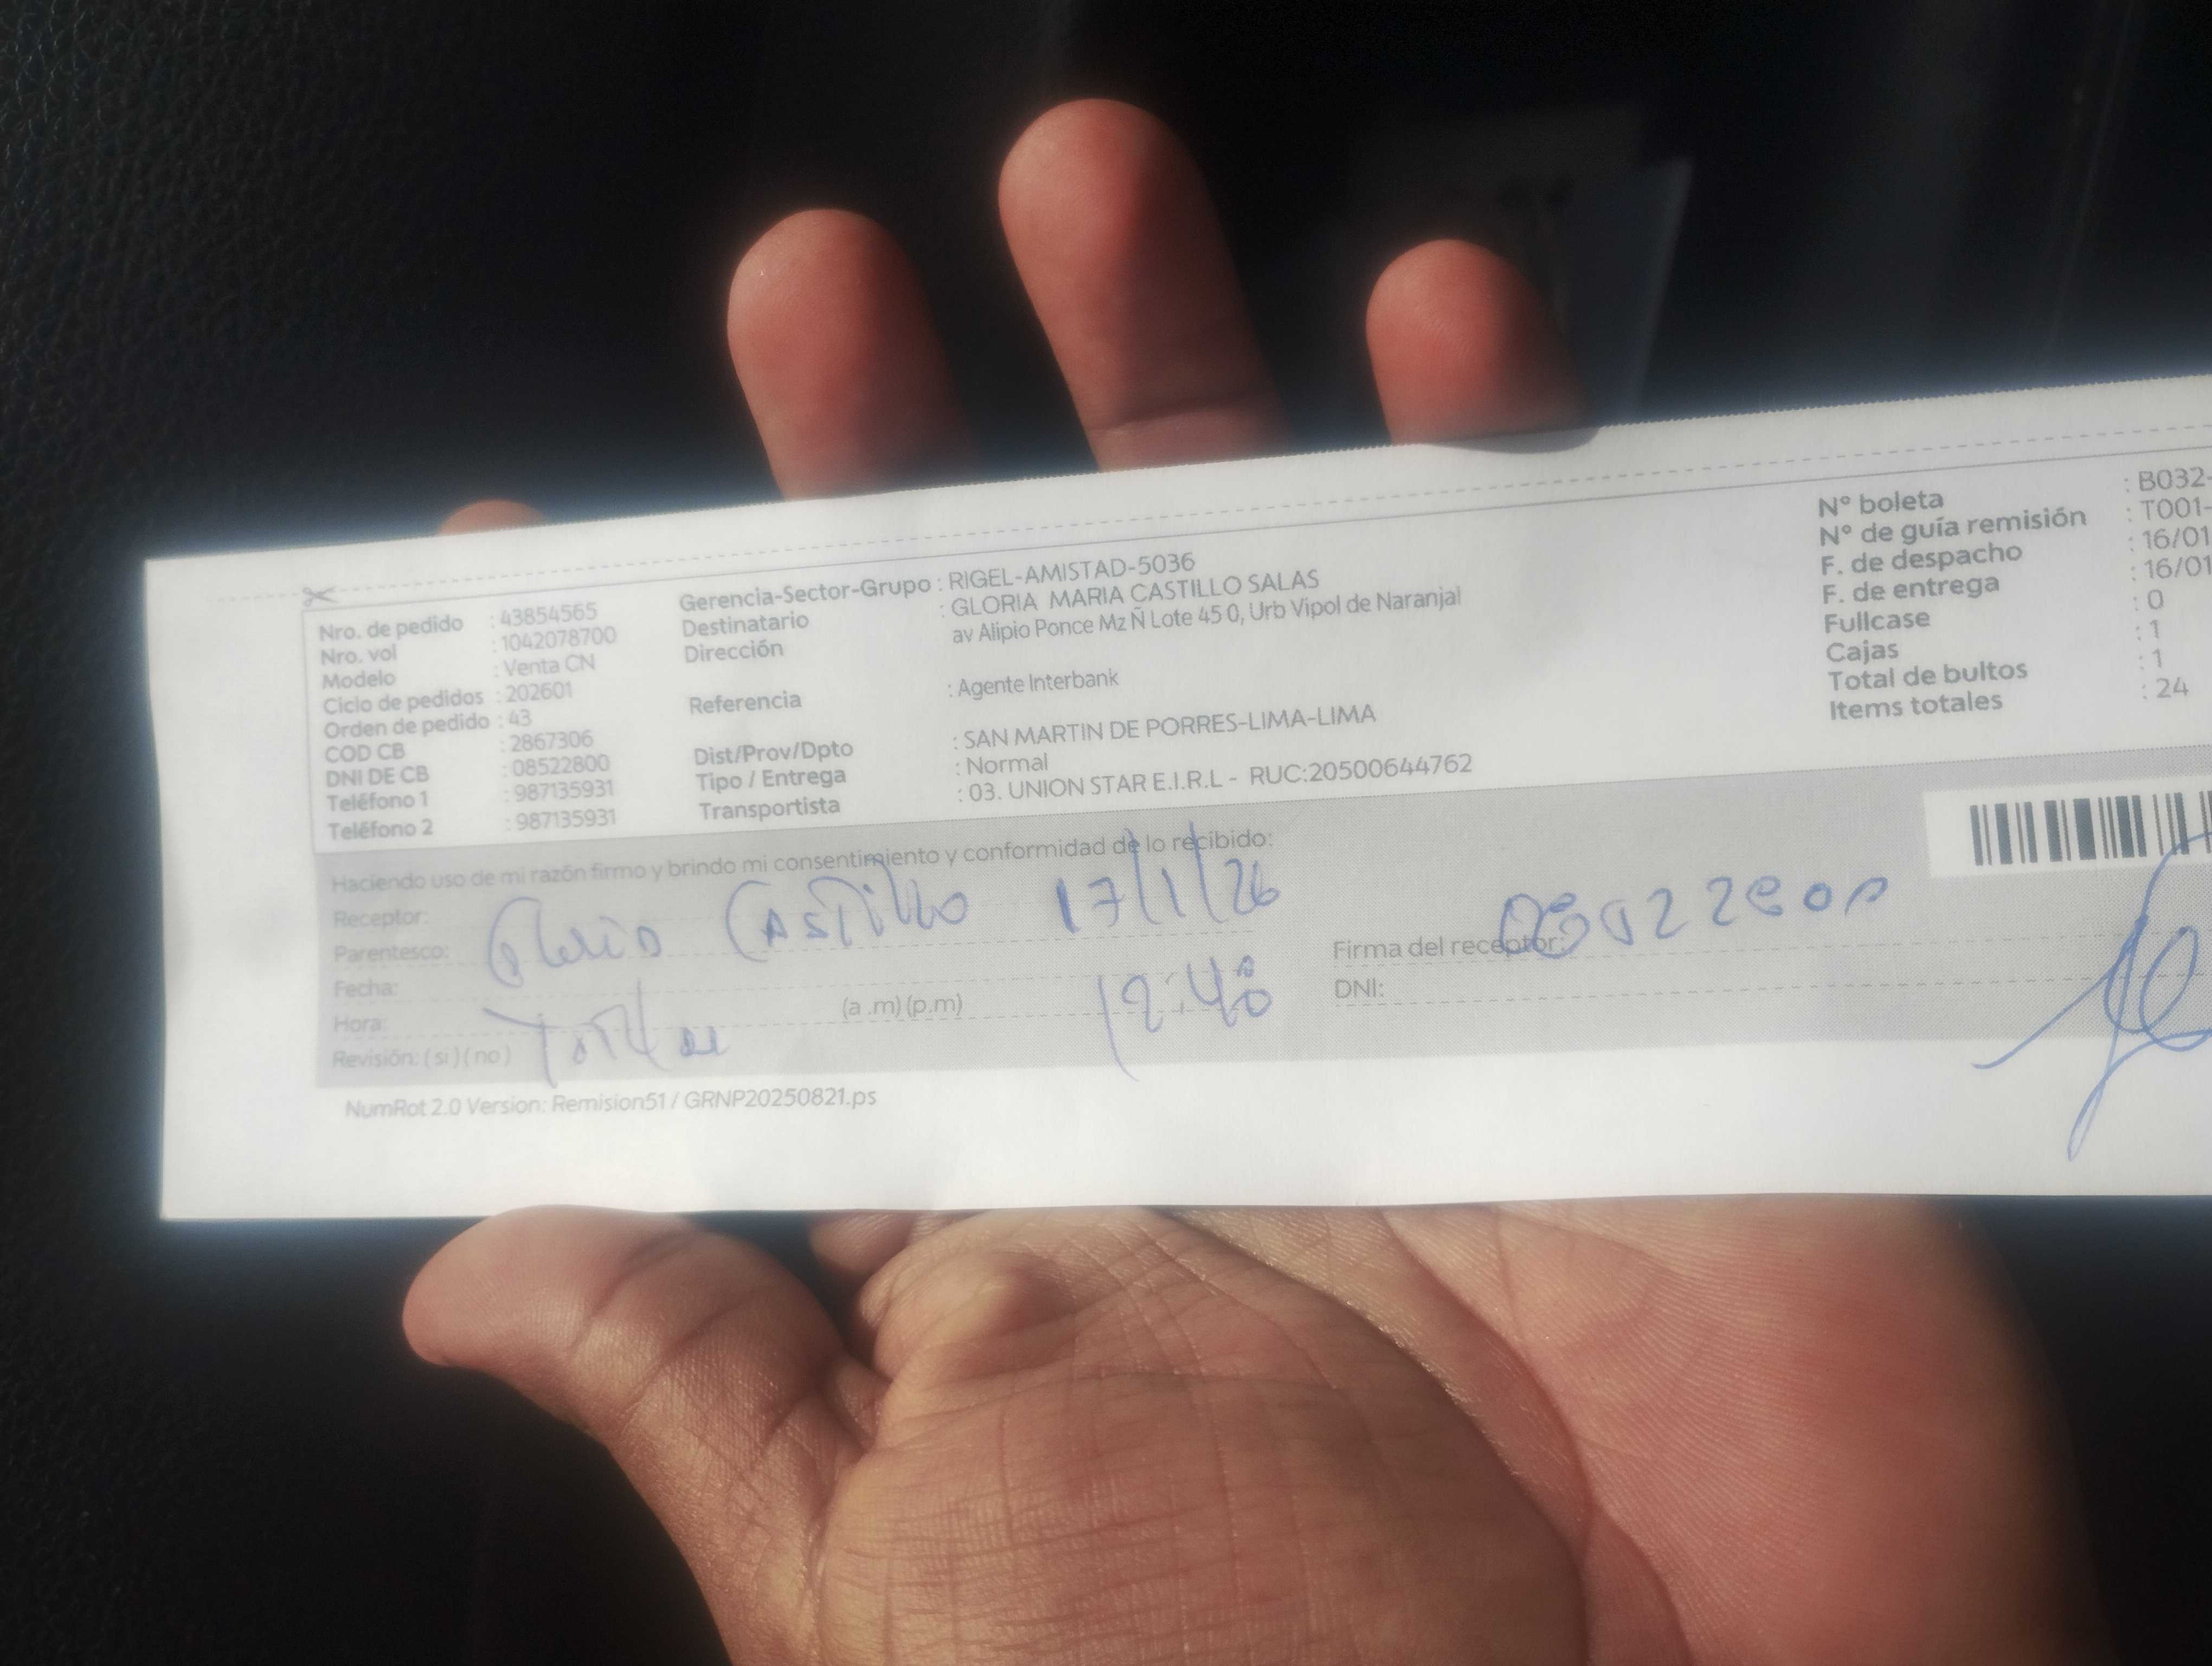 Nro. de pedido : 43854565
Nro. vol : 1042078700
Modelo : Venta CN
Ciclo de pedidos : 202601
Orden de pedido : 43
COD CB : 2867306
DNI DE CB : 08522800
Teléfono 1 : 987135931
Teléfono 2 : 987135931
Gerencia-Sector-Grupo : RIGEL-AMISTAD-5036
Destinatario : GLORIA MARIA CASTILLO SALAS
Dirección av Alipio Ponce Mz Ñ Lote 45 0, Urb Vipol de Naranjal
Referencia : Agente Interbank
Dist/Prov/Dpto : SAN MARTIN DE PORRES-LIMA-LIMA
Tipo / Entrega : Normal
Transportista : 03. UNION STAR E.I.R.L - RUC:20500644762
N° boleta : B032-
N° de guía remisión : T001-
F. de despacho : 16/01
F. de entrega : 16/01
Fullcase : 0
Cajas : 1
Total de bultos : 1
Items totales : 24
Haciendo uso de mi razón firmo y brindo mi consentimiento y conformidad de lo recibido:
Receptor:
Parentesco: Gloria Castillo 17/1/26
Firma del receptor: 08522800
Fecha:
DNI:
Hora: (a .m) (p.m) 12:48
Revisión: ( si ) ( no ) Titular
NumRot 2.0 Version: Remision51 / GRNP20250821.ps